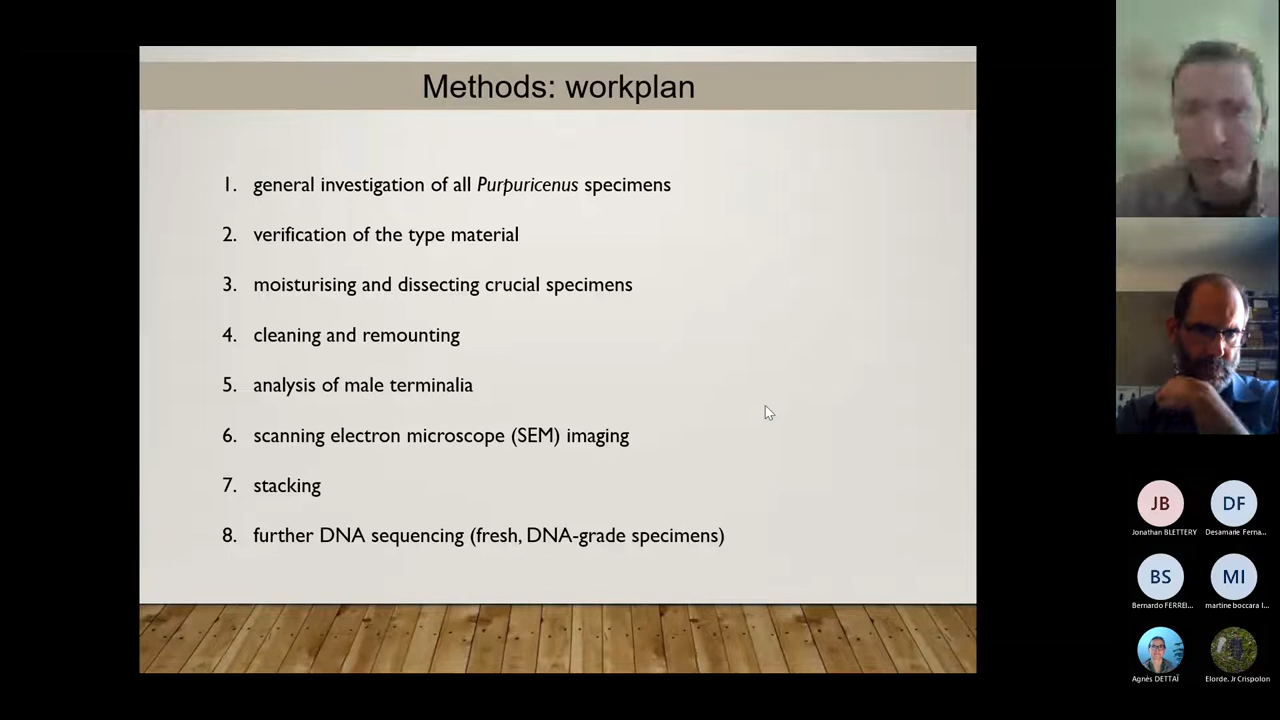 Methods: workplan
1. general investigation of all Purpuricenus specimens
2. verification of the type material
3. moisturising and dissecting crucial specimens
4. cleaning and remounting
5. analysis of male terminalia
6. scanning electron microscope (SEM) imaging
7. stacking
8. further DNA sequencing (fresh, DNA-grade specimens)
JB DF
Jonathan BLETTERY Desamarie Ferna...
BS MI
Bernardo FERREI... martine boccara I...
Agnès DETTAÏ Elorde. Jr Crispolon